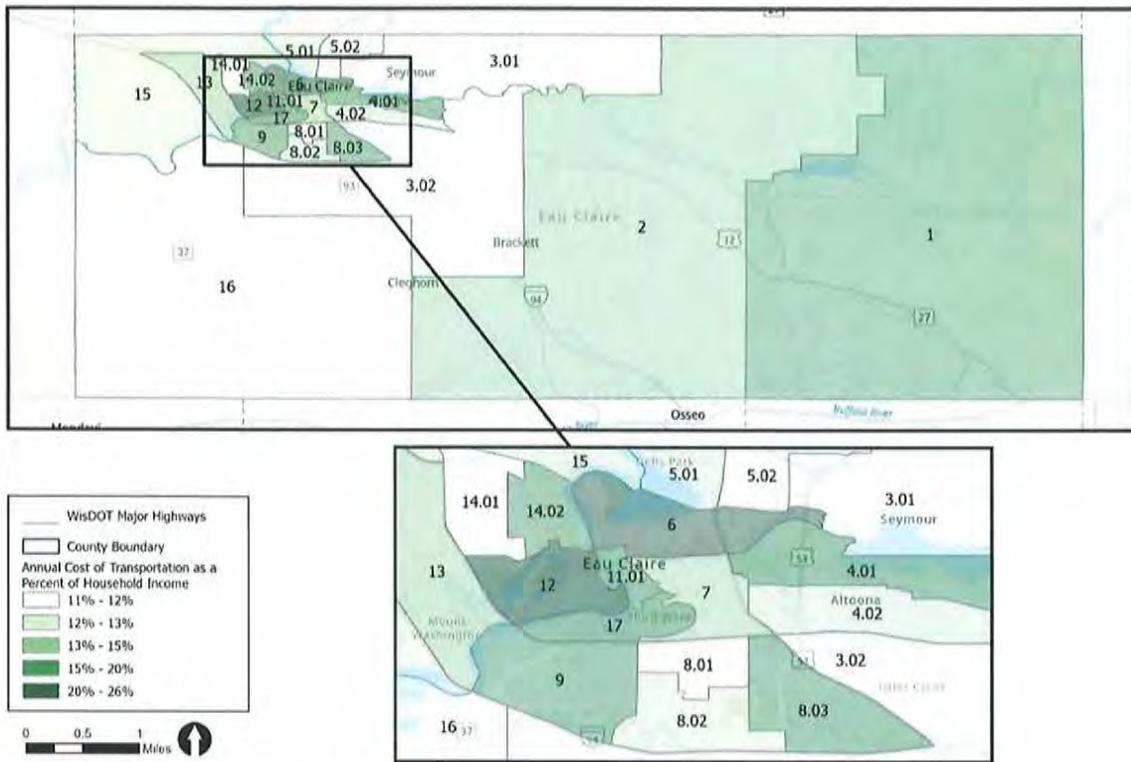 5.01
5.02
14.01
3.01
Seymour
13
14.02
6
Eau Claire
15
12
11.01
7
4.01
17
4.02
8.01
9
8.02
8.03
93
3.02
Eau Claire
2
12
1
37
Brackett
16
Cleghorn
94
27
Osseo
Buffalo River
Mondovi
15
5.01
5.02
14.01
3.01
14.02
Seymour
6
53
Eau Claire
13
4.01
12
11.01
7
Altoona
Mount
Washington
4.02
17
8.01
3.02
9
16
37
8.02
8.03
94
WisDOT Major Highways
County Boundary
Annual Cost of Transportation as a
Percent of Household Income
11% - 12%
12% - 13%
13% - 15%
15% - 20%
20% - 26%
0
0.5
1
Miles